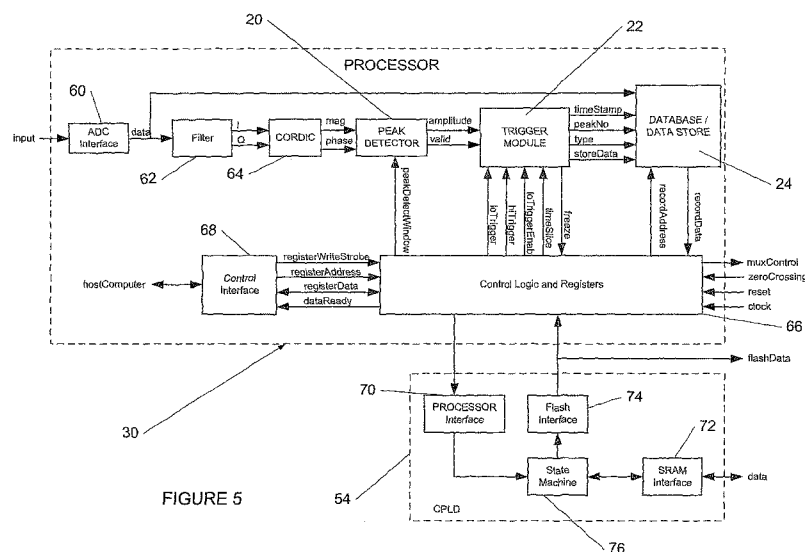 20
22
60
PROCESSOR
input
ADC
Interface
data
Filter
I
Q
CORDIC
mag
phase
PEAK
DETECTOR
amplitude
valid
TRIGGER
MODULE
timeStamp
peakNo
type
storeData
DATABASE /
DATA STORE
62
64
24
peakDetectWindow
loTrigger
hiTrigger
loTriggerEnab
timeSlice
freeze
recordAddress
recordData
68
hostComputer
Control
Interface
registerWriteStrobe
registerAddress
registerData
dataReady
Control Logic and Registers
muxControl
zeroCrossing
reset
clock
66
flashData
30
70
PROCESSOR
Interface
Flash
Interface
74
72
State
Machine
SRAM
Interface
data
54
CPLD
76
FIGURE 5